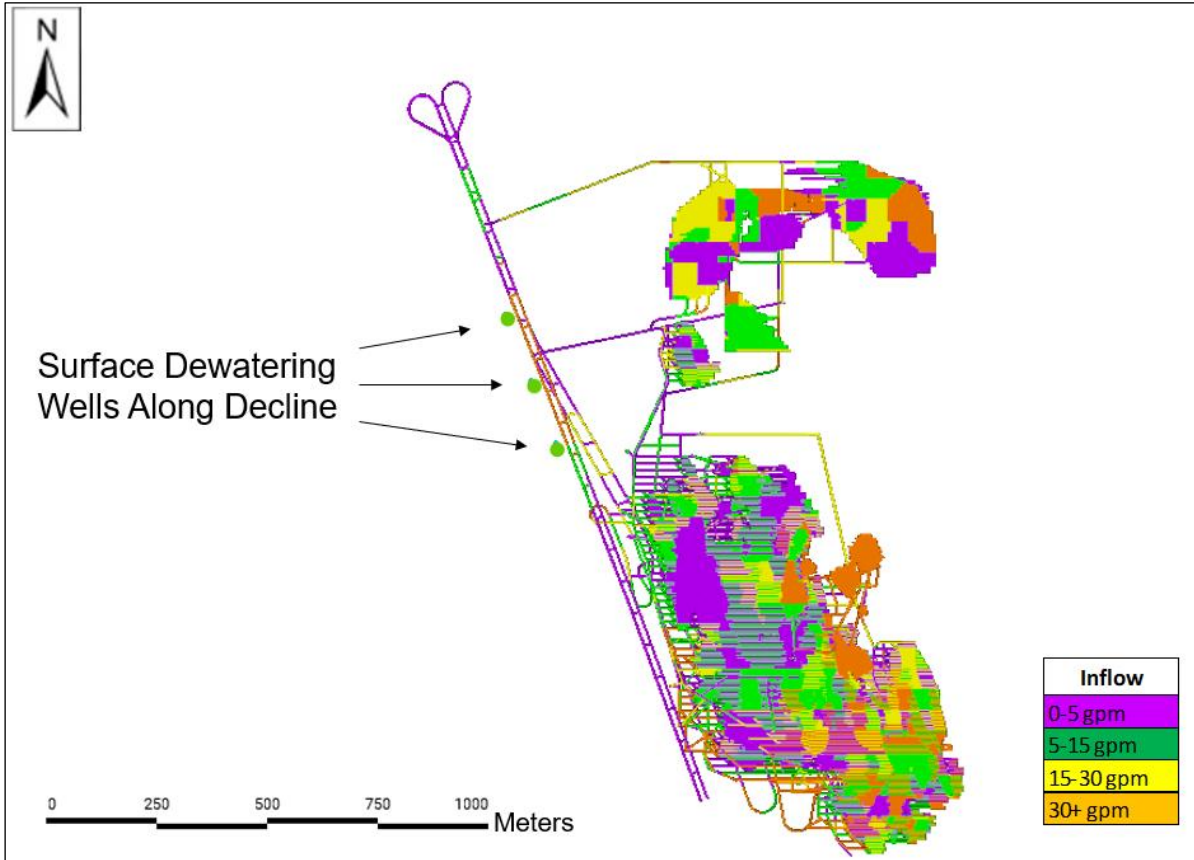 N
Surface Dewatering
Wells Along Decline
Inflow
0-5 gpm
5-15 gpm
15-30 gpm
30+ gpm
0 250 500 750 1000 Meters